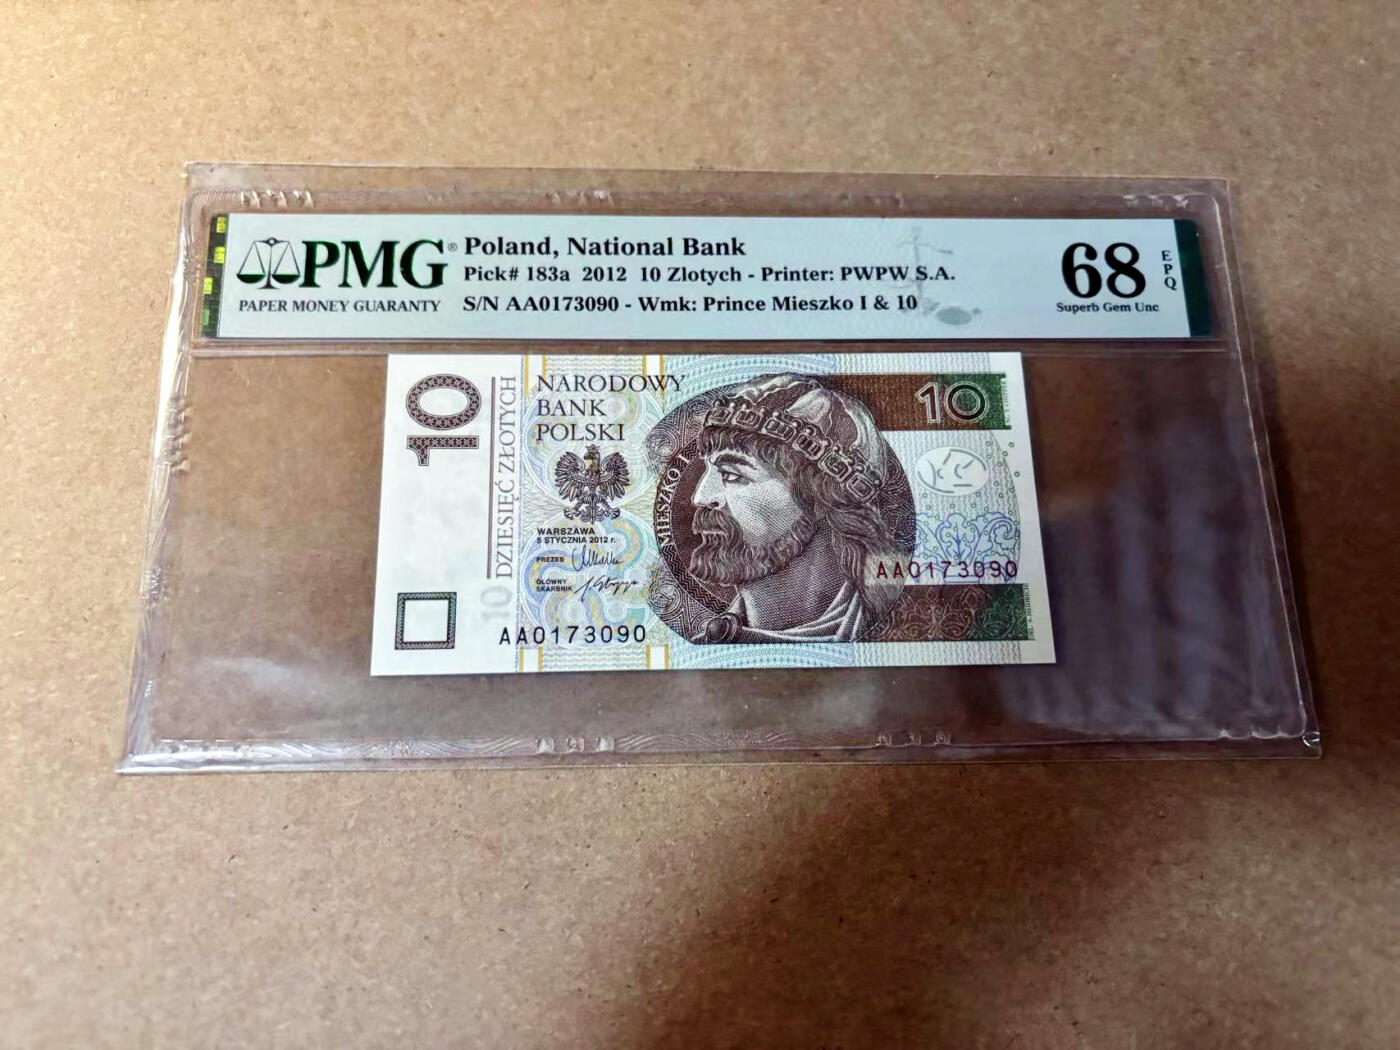 PMG®
PAPER MONEY GUARANTY
Poland, National Bank
Pick# 183a 2012 10 Zlotych - Printer: PWPW S.A.
S/N AA0173090 - Wmk: Prince Mieszko I & 10
68
EPQ
Superb Gem Unc
10
DZIESIĘĆ ZŁOTYCH
10
NARODOWY
BANK
POLSKI
WARSZAWA
5 STYCZNIA 2012 r.
PREZES
GŁÓWNY
SKARBNIK
AA0173090
MIESZKO I
10
AA0173090